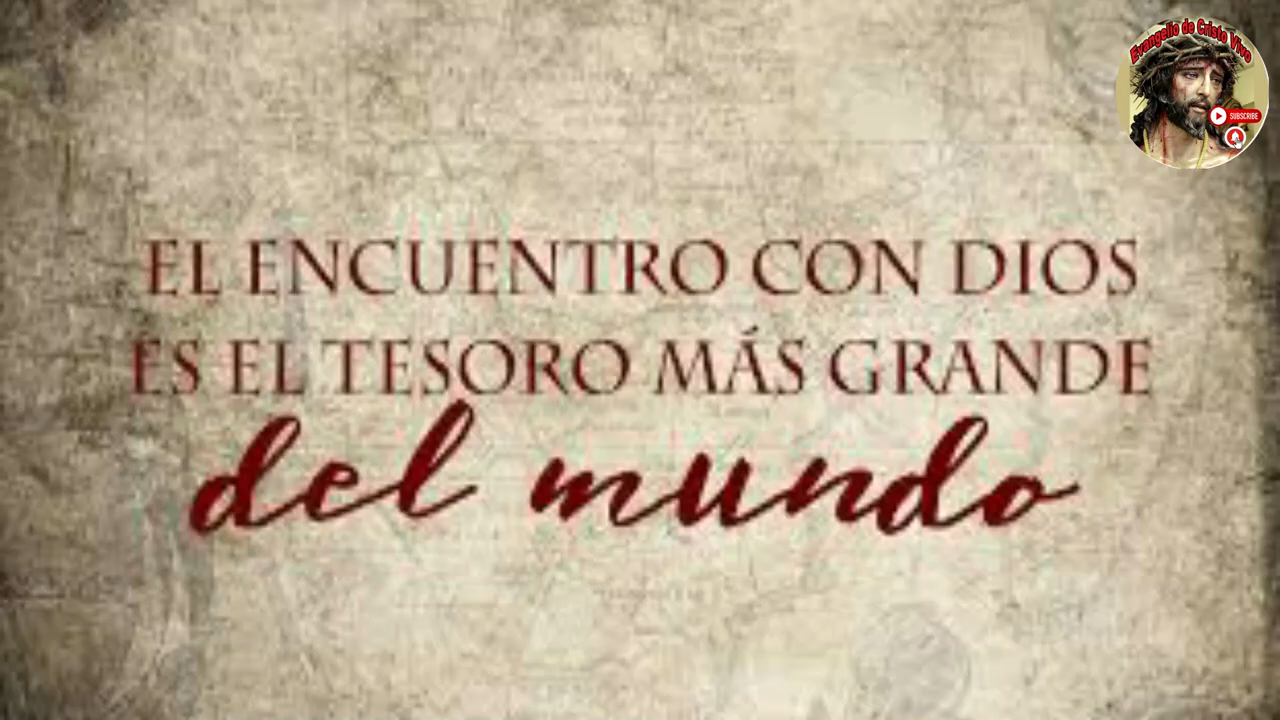 Evangelio de Cristo Vivo
SUBSCRIBE
EL ENCUENTRO CON DIOS
ES EL TESORO MÁS GRANDE
del mundo